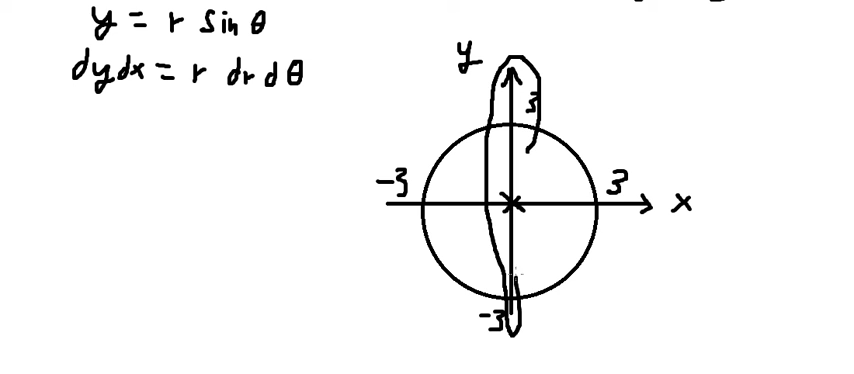 y = r sin θ
dydx = r dr dθ
y
3
-3
3
x
-3